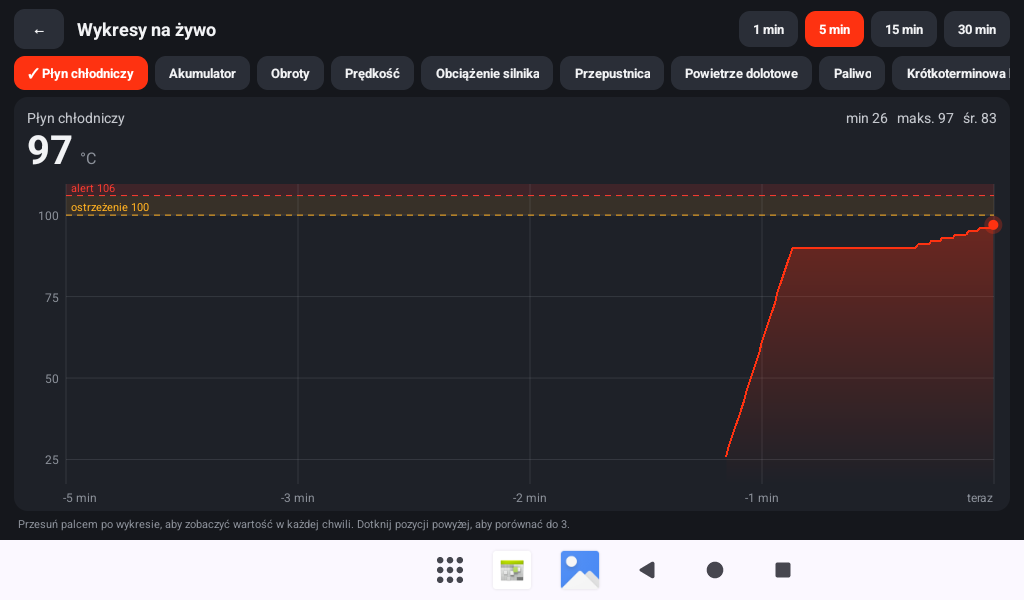 ←
Wykresy na żywo
1 min
5 min
15 min
30 min
✓ Płyn chłodniczy
Akumulator
Obroty
Prędkość
Obciążenie silnika
Przepustnica
Powietrze dolotowe
Paliwo
Krótkoterminowa
Płyn chłodniczy
min 26 maks. 97 śr. 83
97 °C
alert 106
ostrzeżenie 100
100
75
50
25
-5 min
-3 min
-2 min
-1 min
teraz
Przesuń palcem po wykresie, aby zobaczyć wartość w każdej chwili. Dotknij pozycji powyżej, aby porównać do 3.